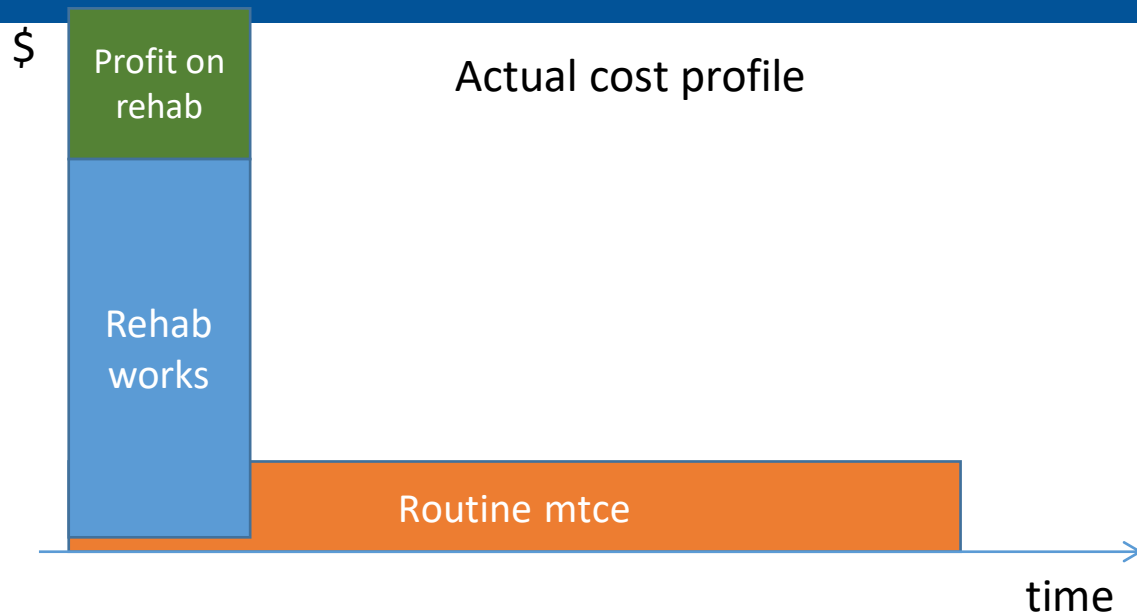 $
Profit on
rehab
Actual cost profile
Rehab
works
Routine mtce
time